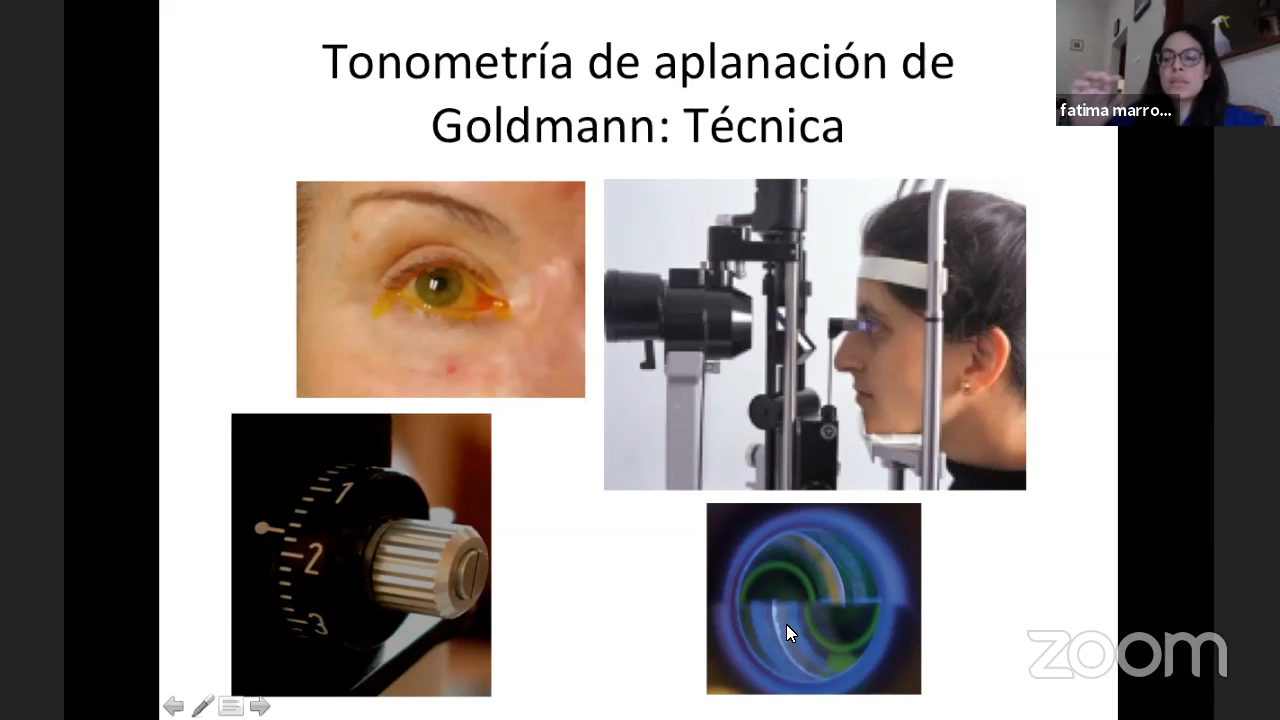 Tonometría de aplanación de
Goldmann: Técnica
fatima marro...
1
2
3
zoom